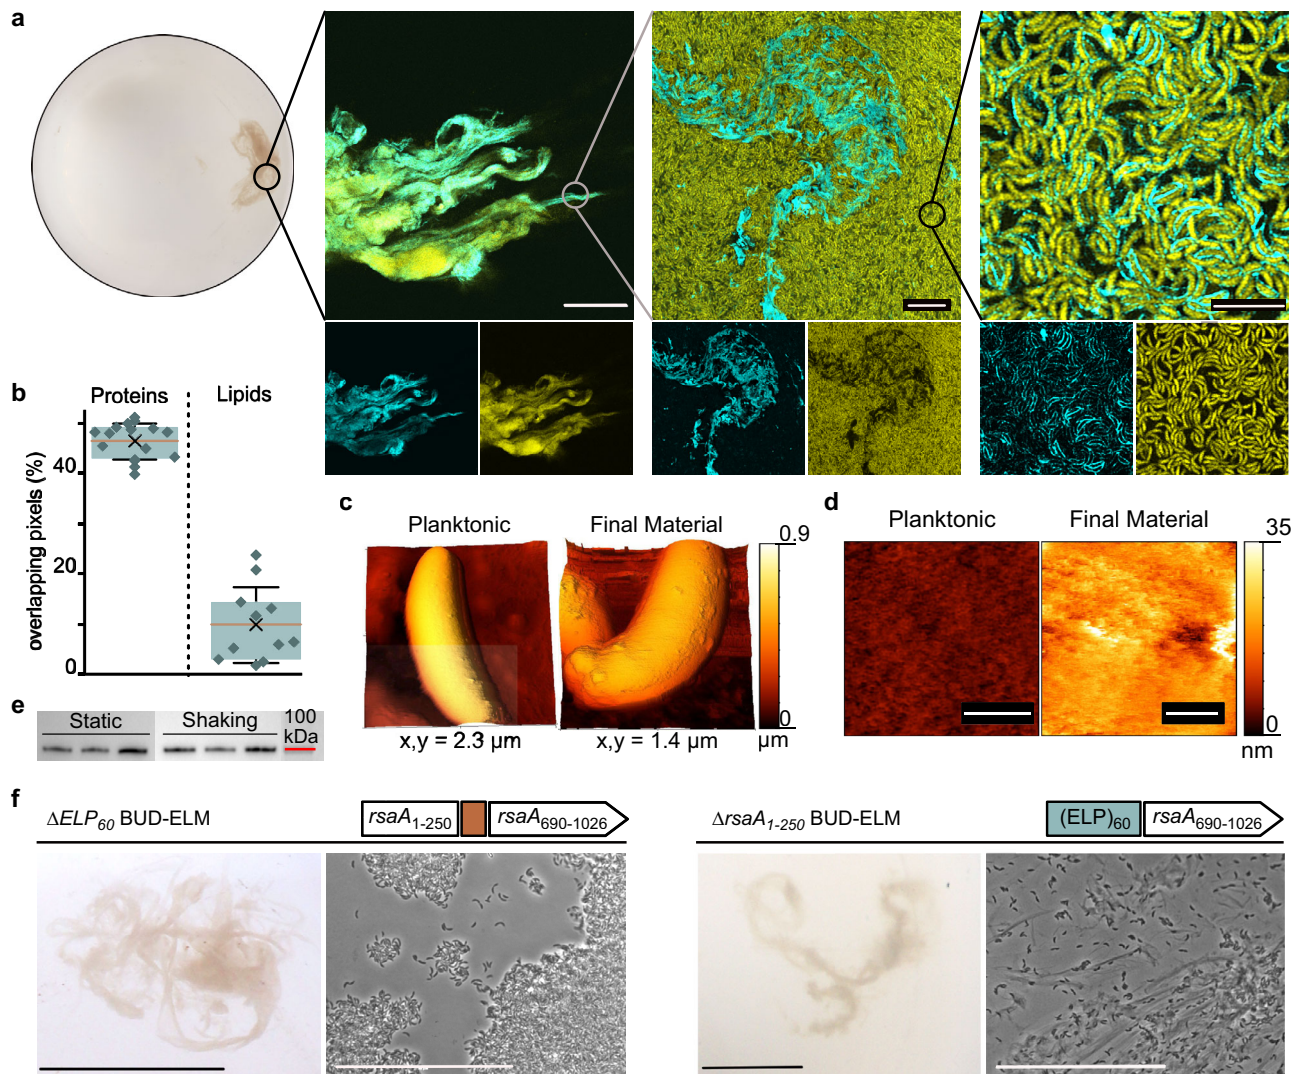 a
b
Proteins
Lipids
overlapping pixels (%)
40
20
0
c
Planktonic
Final Material
0.9
0
µm
x,y = 2.3 µm
x,y = 1.4 µm
d
Planktonic
Final Material
35
0
nm
e
Static
Shaking
100
kDa
f
ΔELP60 BUD-ELM
rsaA1-250
rsaA690-1026
ΔrsaA1-250 BUD-ELM
(ELP)60
rsaA690-1026